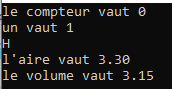 le compteur vaut 0
un vaut 1
H
l'aire vaut 3.30
le volume vaut 3.15